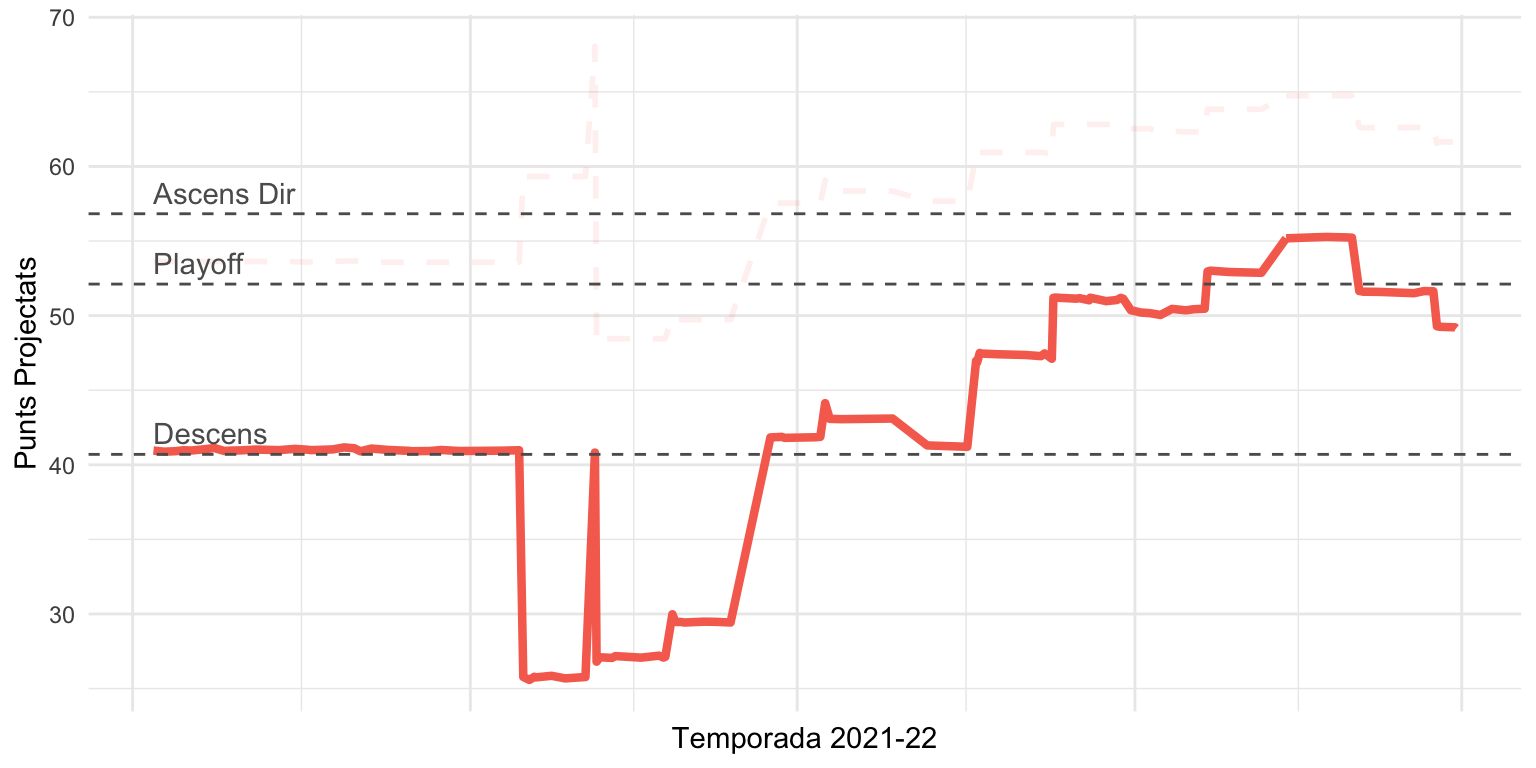 70
60
50
40
30
Punts Projectats
Ascens Dir
Playoff
Descens
Temporada 2021-22